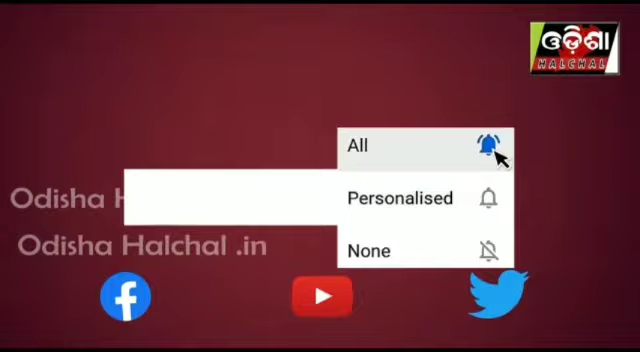 ଓଡ଼ିଶା
HALCHAL
All
Odisha H
Personalised
Odisha Halchal .in
None